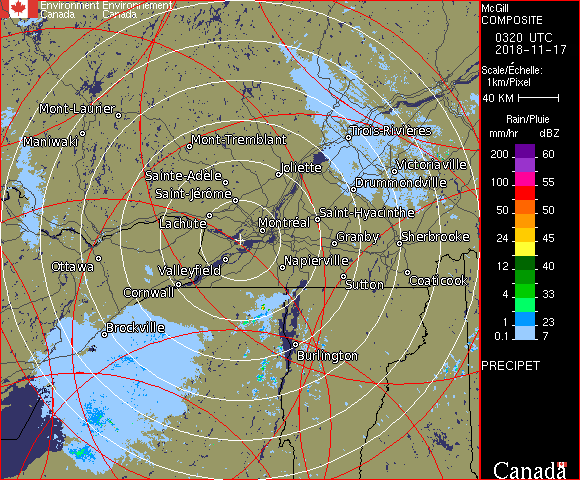 Environment Environnement
Canada Canada
McGill
COMPOSITE
0320 UTC
2018-11-17
Scale/Échelle:
1km/Pixel
40 KM
Rain/Pluie
mm/hr dBZ
200 60
150 57
100 55
50 50
24 45
12 40
4 33
1 23
0.1 7
PRECIPET
Canada
Mont-Laurier
Maniwaki
Mont-Tremblant
Trois-Rivières
Joliette
Victoriaville
Sainte-Adèle
Drummondville
Saint-Jérôme
Saint-Hyacinthe
Lachute
Montréal
Granby
Sherbrooke
Ottawa
Valleyfield
Napierville
Coaticook
Cornwall
Sutton
Brockville
Burlington